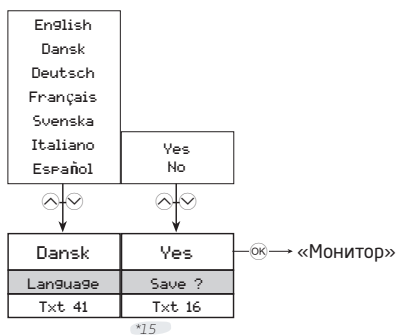 English
Dansk
Deutsch
Français
Svenska
Italiano
Español
Yes
No
Dansk
Yes
OK
«Монитор»
Language
Save ?
Txt 41
Txt 16
*15